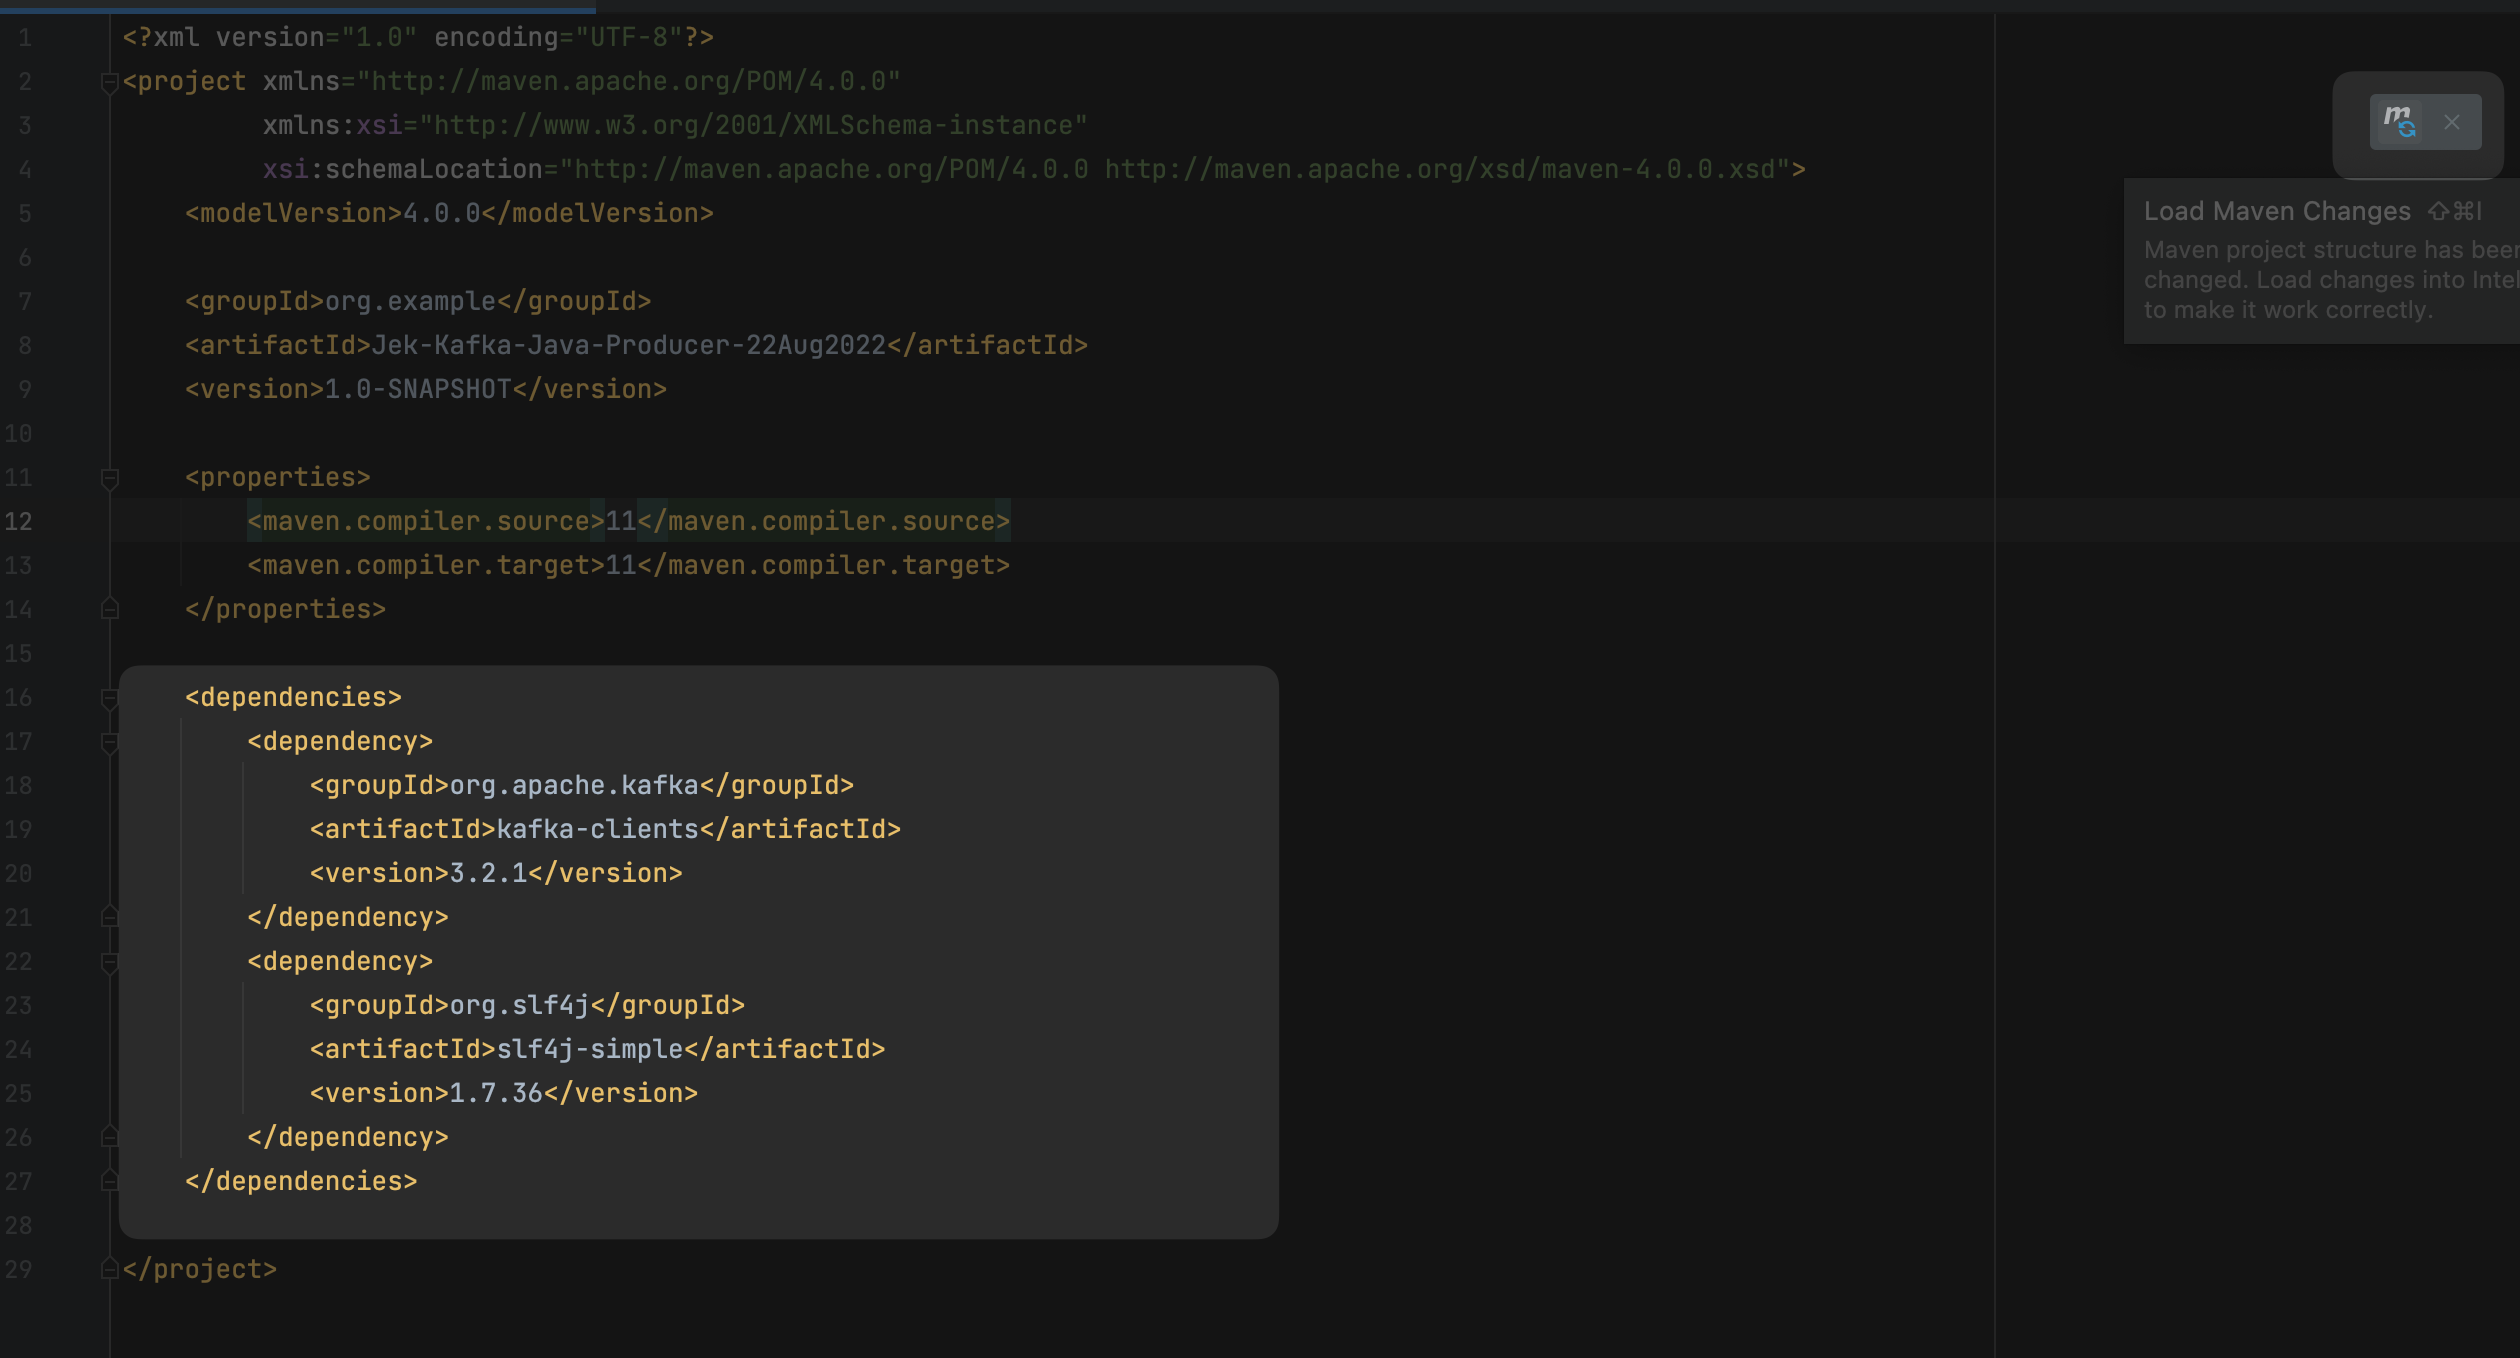 1 <?xml version="1.0" encoding="UTF-8"?>
2 <project xmlns="http://maven.apache.org/POM/4.0.0"
3 xmlns:xsi="http://www.w3.org/2001/XMLSchema-instance"
4 xsi:schemaLocation="http://maven.apache.org/POM/4.0.0 http://maven.apache.org/xsd/maven-4.0.0.xsd">
5 <modelVersion>4.0.0</modelVersion>
6
7 <groupId>org.example</groupId>
8 <artifactId>Jek-Kafka-Java-Producer-22Aug2022</artifactId>
9 <version>1.0-SNAPSHOT</version>
10
11 <properties>
12 <maven.compiler.source>11</maven.compiler.source>
13 <maven.compiler.target>11</maven.compiler.target>
14 </properties>
15
16 <dependencies>
17 <dependency>
18 <groupId>org.apache.kafka</groupId>
19 <artifactId>kafka-clients</artifactId>
20 <version>3.2.1</version>
21 </dependency>
22 <dependency>
23 <groupId>org.slf4j</groupId>
24 <artifactId>slf4j-simple</artifactId>
25 <version>1.7.36</version>
26 </dependency>
27 </dependencies>
28
29 </project>
m
Load Maven Changes ⇧⌘I
Maven project structure has been
changed. Load changes into Intel
to make it work correctly.